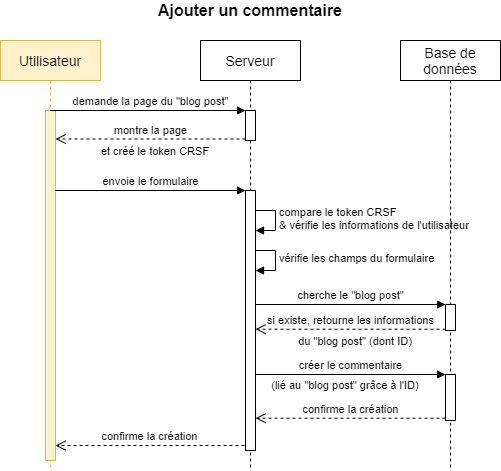 Ajouter un commentaire
Utilisateur
Serveur
Base de
données
demande la page du "blog post"
montre la page
et créé le token CRSF
envoie le formulaire
compare le token CRSF
& vérifie les informations de l'utilisateur
vérifie les champs du formulaire
cherche le "blog post"
si existe, retourne les informations
du "blog post" (dont ID)
créer le commentaire
(lié au "blog post" grâce à l'ID)
confirme la création
confirme la création